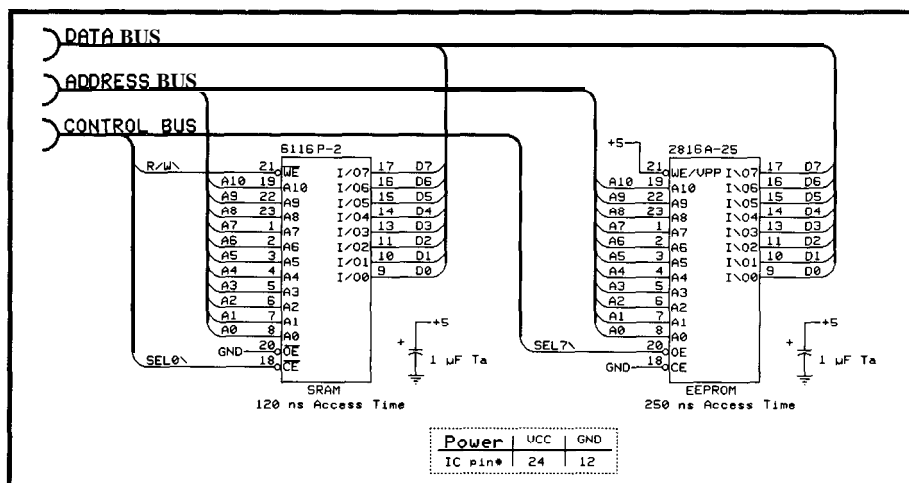 DATA BUS
ADDRESS BUS
CONTROL BUS
6116P-2
R/W\ 21 WE I/O7 17 D7
A10 19 A10 I/O6 16 D6
A9 22 A9 I/O5 15 D5
A8 23 A8 I/O4 14 D4
A7 1 A7 I/O3 13 D3
A6 2 A6 I/O2 11 D2
A5 3 A5 I/O1 10 D1
A4 4 A4 I/O0 9 D0
A3 5 A3
A2 6 A2
A1 7 A1
A0 8 A0
GND 20 OE
SEL0\ 18 CE
SRAM
120 ns Access Time
+5
+
1 µF Ta
2816A-25
+5
21 WE/VPP I\O7 17 D7
A10 19 A10 I\O6 16 D6
A9 22 A9 I\O5 15 D5
A8 23 A8 I\O4 14 D4
A7 1 A7 I\O3 13 D3
A6 2 A6 I\O2 11 D2
A5 3 A5 I\O1 10 D1
A4 4 A4 I\O0 9 D0
A3 5 A3
A2 6 A2
A1 7 A1
A0 8 A0
SEL7\ 20 OE
GND 18 CE
EEPROM
250 ns Access Time
+5
+
1 µF Ta
Power VCC GND
IC pin# 24 12